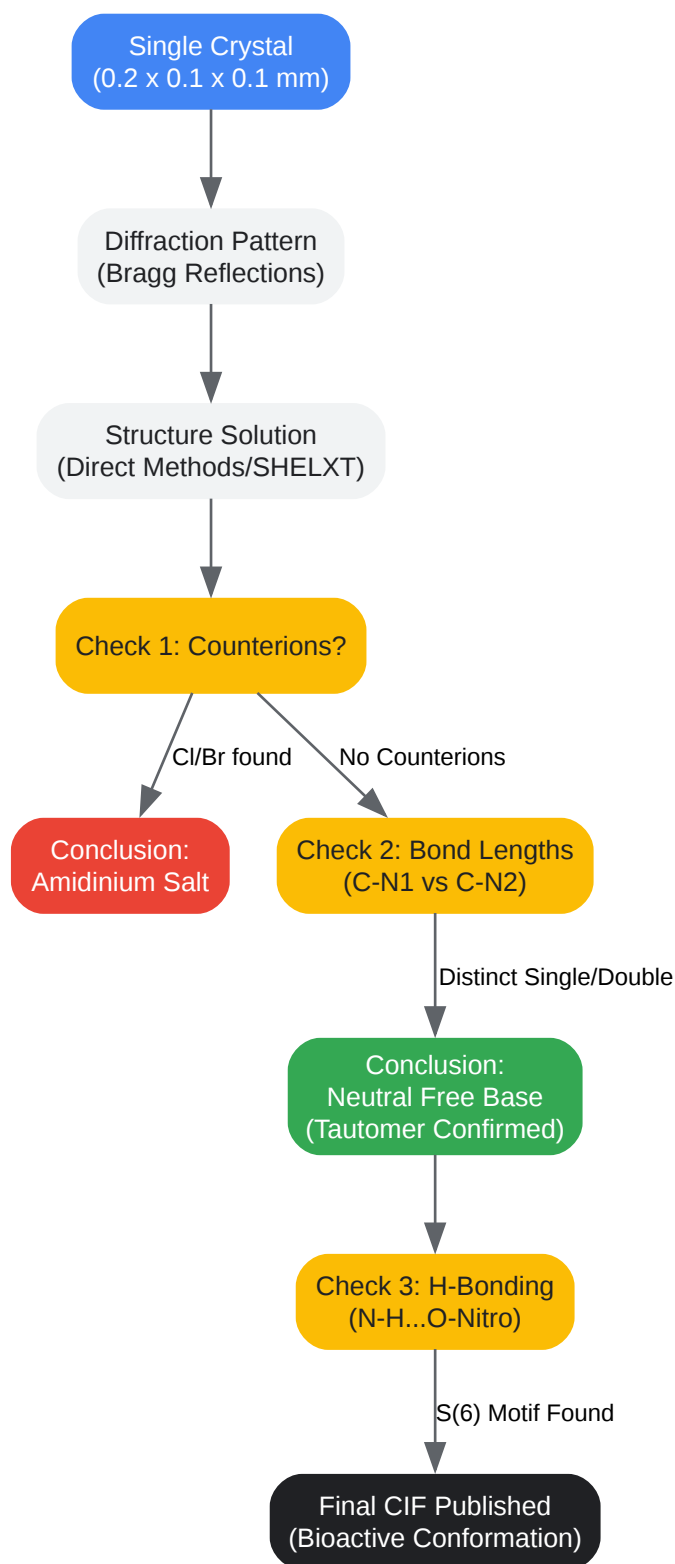 Single Crystal
(0.2 x 0.1 x 0.1 mm)
Diffraction Pattern
(Bragg Reflections)
Structure Solution
(Direct Methods/SHELXT)
Check 1: Counterions?
Cl/Br found
No Counterions
Conclusion:
Amidinium Salt
Check 2: Bond Lengths
(C-N1 vs C-N2)
Distinct Single/Double
Conclusion:
Neutral Free Base
(Tautomer Confirmed)
Check 3: H-Bonding
(N-H...O-Nitro)
S(6) Motif Found
Final CIF Published
(Bioactive Conformation)